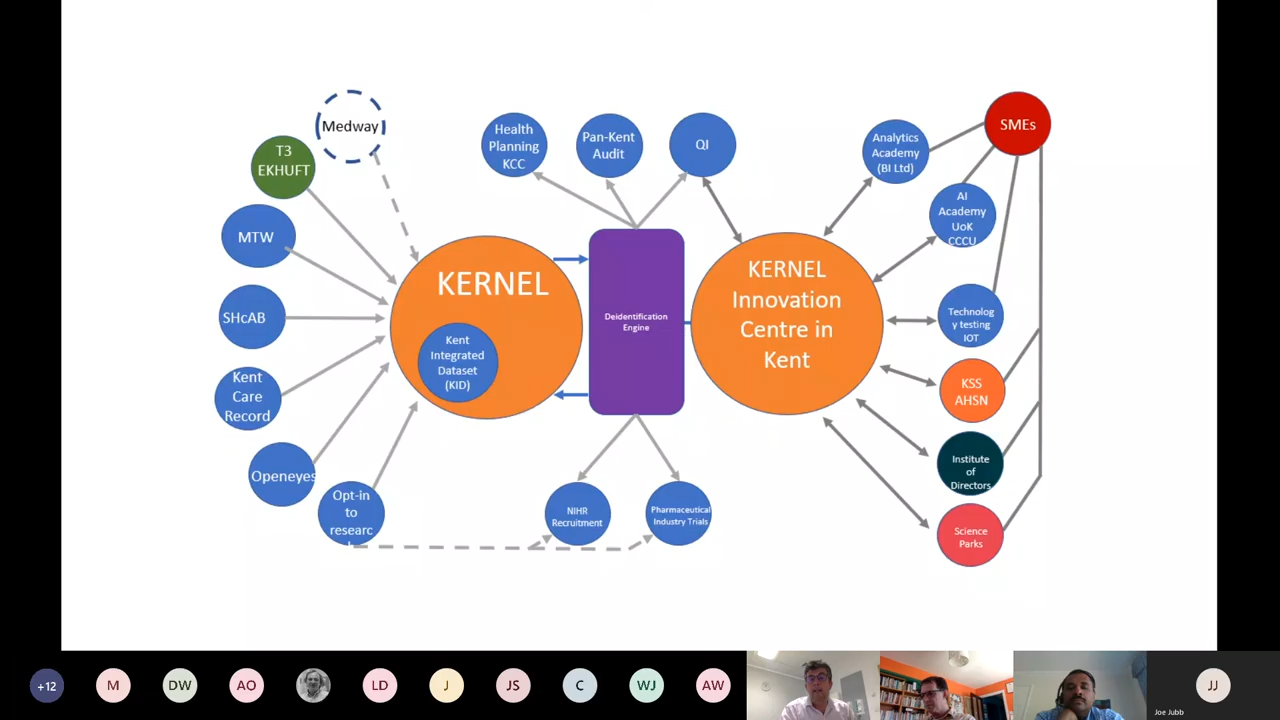 Medway
T3
EKHUFT
MTW
SHcAB
Kent
Care
Record
Openeyes
Opt-in
to
researc
KERNEL
Kent
Integrated
Dataset
(KID)
Health
Planning
KCC
Pan-Kent
Audit
QI
Deidentification
Engine
NIHR
Recruitment
Pharmaceutical
Industry Trials
KERNEL
Innovation
Centre in
Kent
Analytics
Academy
(BI Ltd)
SMEs
AI
Academy
UoK
CCCU
Technolog
y testing
IOT
KSS
AHSN
Institute
of
Directors
Science
Parks
+12
M
DW
AO
LD
J
JS
C
WJ
AW
JJ
Joe Jubb